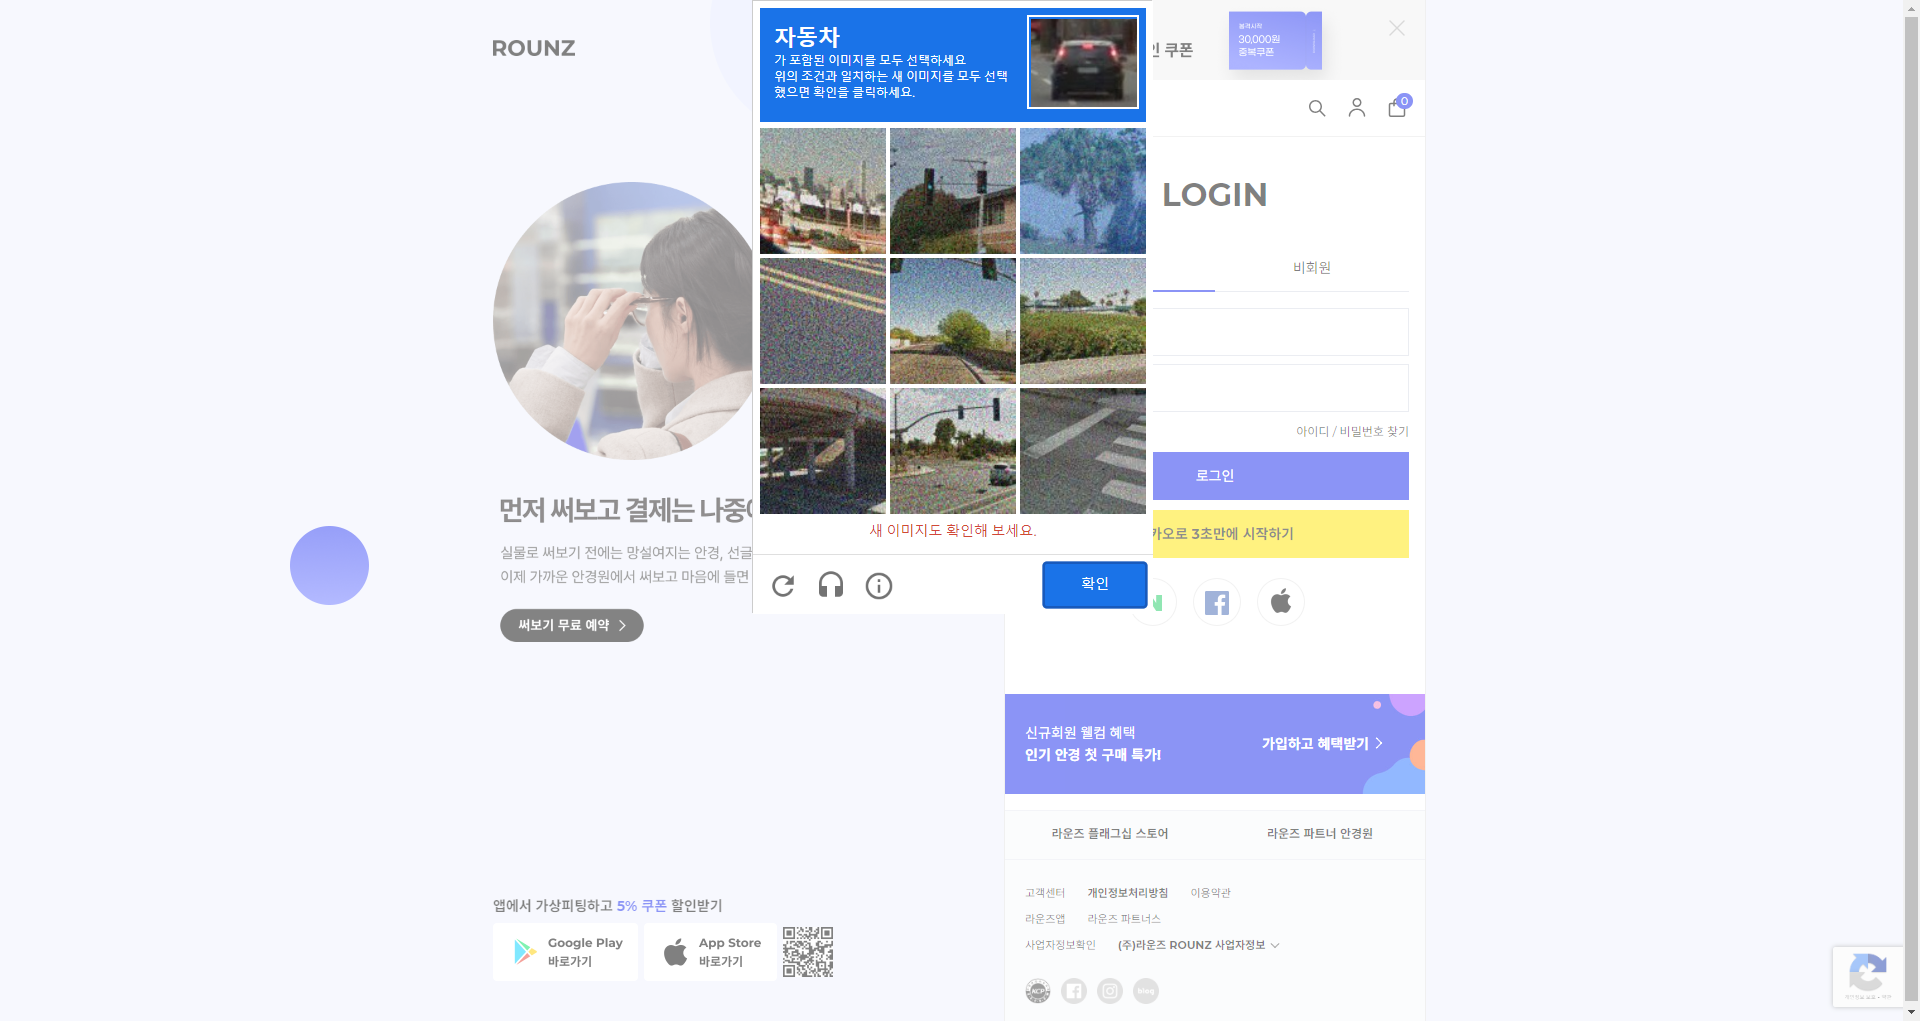 ROUNZ
자동차
가 포함된 이미지를 모두 선택하세요
위의 조건과 일치하는 새 이미지를 모두 선택
했으면 확인을 클릭하세요.
새 이미지도 확인해 보세요.
확인
인 쿠폰
봄격시작
30,000원
중복쿠폰
0
LOGIN
비회원
아이디 / 비밀번호 찾기
로그인
카오로 3초만에 시작하기
먼저 써보고 결제는 나중에
실물로 써보기 전에는 망설여지는 안경, 선글
이제 가까운 안경원에서 써보고 마음에 들면
써보기 무료 예약
신규회원 웰컴 혜택
인기 안경 첫 구매 특가!
가입하고 혜택받기
라운즈 플래그십 스토어
라운즈 파트너 안경원
고객센터
개인정보처리방침
이용약관
라운즈앱
라운즈 파트너스
사업자정보확인
(주)라운즈 ROUNZ 사업자정보
blog
앱에서 가상피팅하고 5% 쿠폰 할인받기
Google Play
바로가기
App Store
바로가기